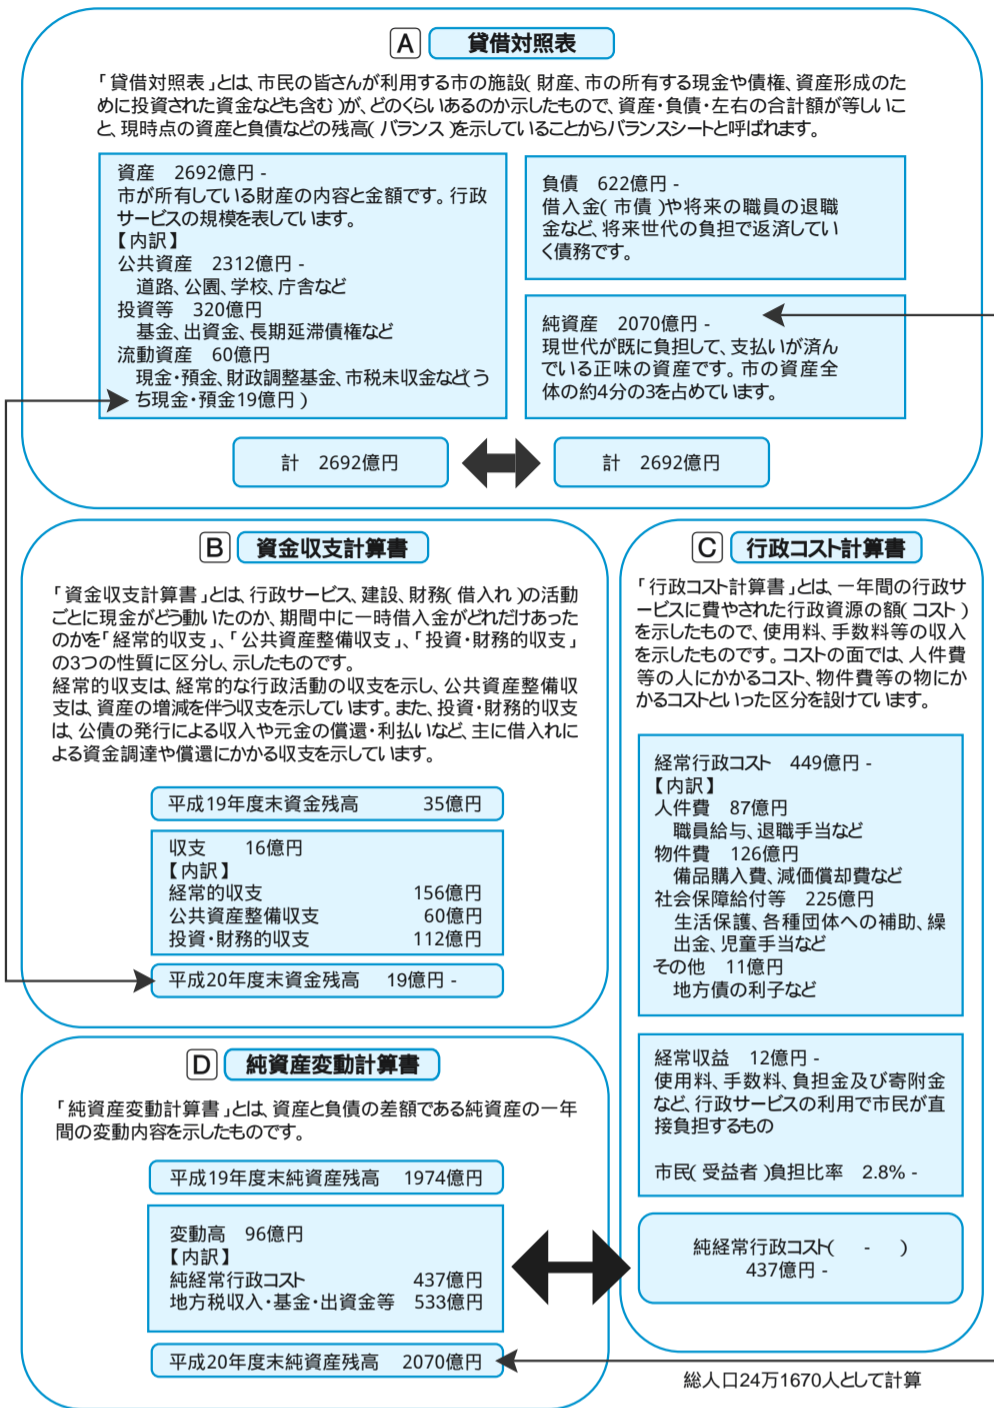 A 貸借対照表
「貸借対照表」とは、市民の皆さんが利用する市の施設(財産、市の所有する現金や債権、資産形成のた
めに投資された資金なども含む)が、どのくらいあるのか示したもので、資産・負債・左右の合計額が等しいこ
と、現時点の資産と負債などの残高(バランス)を示していることからバランスシートと呼ばれます。
資産 2692億円 -
市が所有している財産の内容と金額です。行政
サービスの規模を表しています。
【内訳】
公共資産 2312億円 -
道路、公園、学校、庁舎など
投資等 320億円
基金、出資金、長期延滞債権など
流動資産 60億円
現金・預金、財政調整基金、市税未収金など(う
ち現金・預金19億円)
負債 622億円 -
借入金(市債)や将来の職員の退職
金など、将来世代の負担で返済してい
く債務です。
純資産 2070億円 -
現世代が既に負担して、支払いが済ん
でいる正味の資産です。市の資産全
体の約4分の3を占めています。
計 2692億円
計 2692億円
B 資金収支計算書
「資金収支計算書」とは、行政サービス、建設、財務(借入れ)の活動
ごとに現金がどう動いたのか、期間中に一時借入金がどれだけあった
のかを「経常的収支」、「公共資産整備収支」、「投資・財務的収支」
の3つの性質に区分し、示したものです。
経常的収支は、経常的な行政活動の収支を示し、公共資産整備収
支は、資産の増減を伴う収支を示しています。また、投資・財務的収支
は、公債の発行による収入や元金の償還・利払いなど、主に借入れに
よる資金調達や償還にかかる収支を示しています。
平成19年度末資金残高 35億円
収支 16億円
【内訳】
経常的収支 156億円
公共資産整備収支 60億円
投資・財務的収支 112億円
平成20年度末資金残高 19億円 -
C 行政コスト計算書
「行政コスト計算書」とは、一年間の行政サ
ービスに費やされた行政資源の額(コスト)
を示したもので、使用料、手数料等の収入
を示したものです。コストの面では、人件費
等の人にかかるコスト、物件費等の物にか
かるコストといった区分を設けています。
経常行政コスト 449億円 -
【内訳】
人件費 87億円
職員給与、退職手当など
物件費 126億円
備品購入費、減価償却費など
社会保障給付等 225億円
生活保護、各種団体への補助、繰
出金、児童手当など
その他 11億円
地方債の利子など
経常収益 12億円 -
使用料、手数料、負担金及び寄附金
など、行政サービスの利用で市民が直
接負担するもの
市民(受益者)負担比率 2.8% -
純経常行政コスト( - )
437億円 -
D 純資産変動計算書
「純資産変動計算書」とは、資産と負債の差額である純資産の一年
間の変動内容を示したものです。
平成19年度末純資産残高 1974億円
変動高 96億円
【内訳】
純経常行政コスト 437億円
地方税収入・基金・出資金等 533億円
平成20年度末純資産残高 2070億円
総人口24万1670人として計算